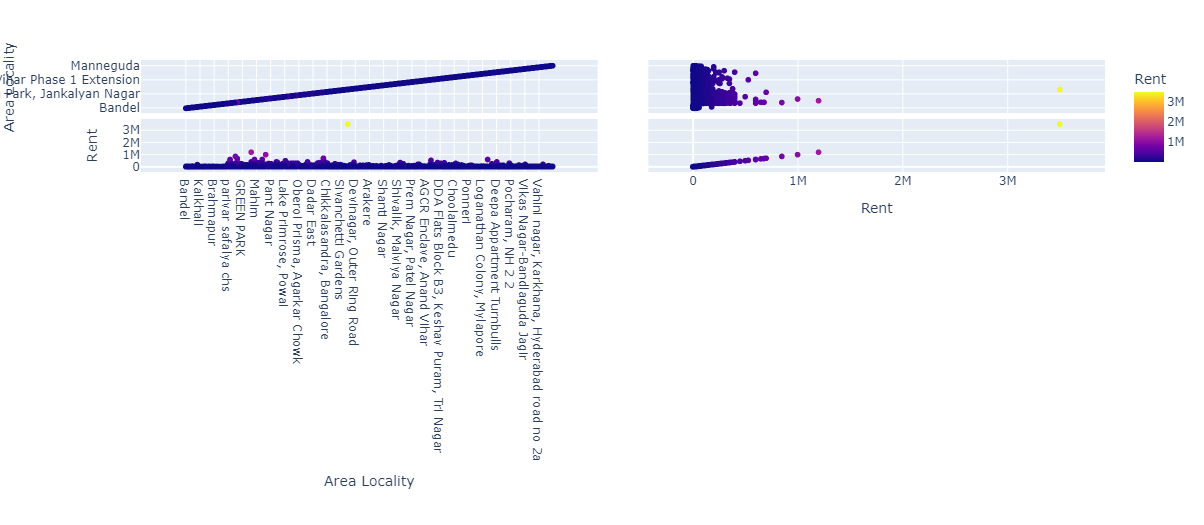 Area Locality
Manneguda
Vihar Phase 1 Extension
Park, Jankalyan Nagar
Bandel
Rent
3M
2M
1M
0
Bandel
Kaikhali
Brahmapur
parivar safalya chs
GREEN PARK
Mahim
Pant Nagar
Lake Primrose, Powai
Oberoi Prisma, Agarkar Chowk
Dadar East
Chikkalasandra, Bangalore
Sivanchetti Gardens
Devinagar, Outer Ring Road
Arakere
Shanti Nagar
Shivalik, Malviya Nagar
Prem Nagar, Patel Nagar
AGCR Enclave, Anand Vihar
DDA Flats Block B3, Keshav Puram, Tri Nagar
Choolaimedu
Ponneri
Loganathan Colony, Mylapore
Deepa Appartment Turnbulls
Pocharam, NH 2 2
Vikas Nagar-Bandlaguda Jagir
Vahini nagar, Karkhana, Hyderabad road no 2a
Area Locality
0
1M
2M
3M
Rent
Rent
3M
2M
1M